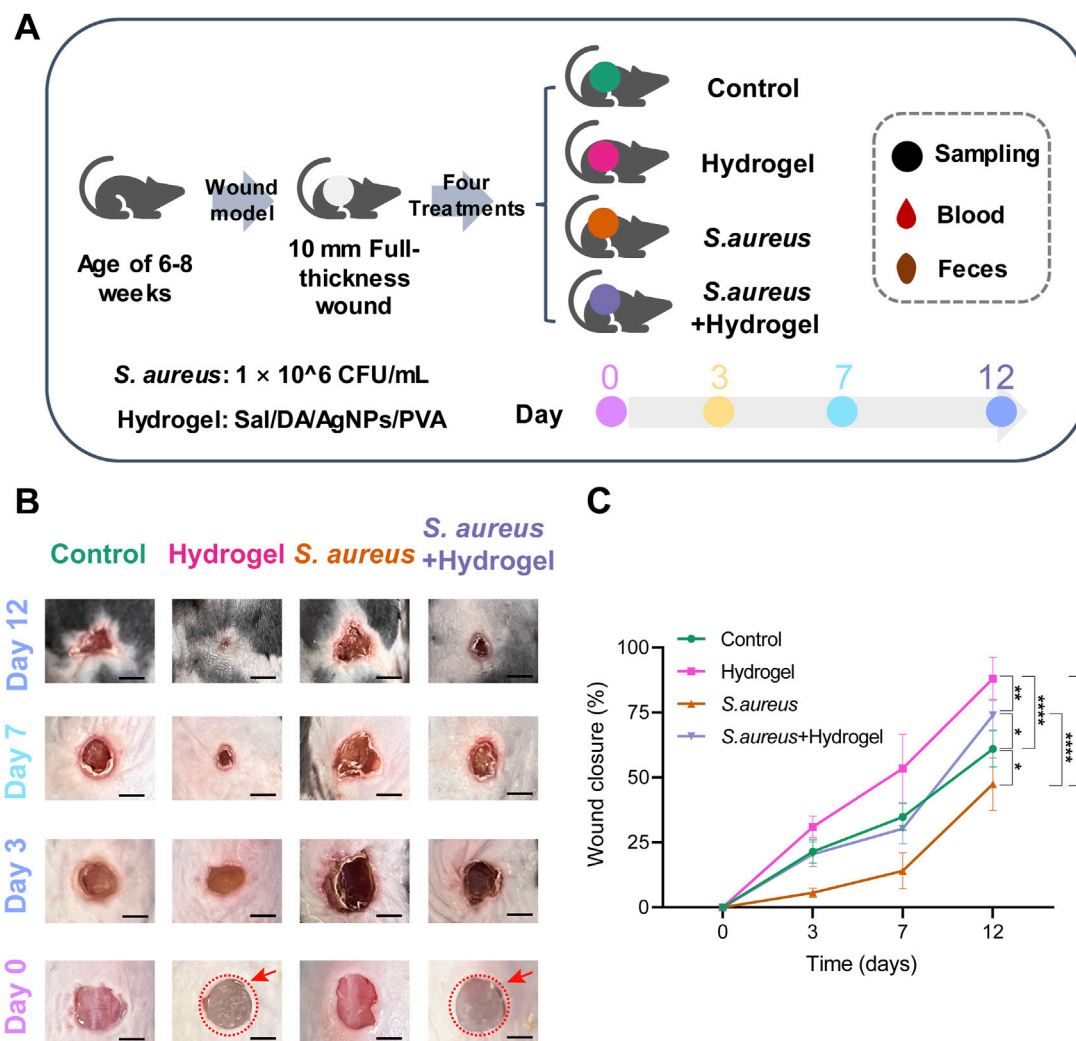 A
Wound
model
Four
Treatments
Age of 6-8
weeks
10 mm Full-
thickness
wound
Control
Hydrogel
S.aureus
S.aureus
+Hydrogel
Sampling
Blood
Feces
S. aureus: 1 × 10^6 CFU/mL
Hydrogel: Sal/DA/AgNPs/PVA
Day
0
3
7
12
B
Control
Hydrogel
S. aureus
S. aureus
+Hydrogel
Day 12
Day 7
Day 3
Day 0
C
Control
Hydrogel
S.aureus
S.aureus+Hydrogel
Wound closure (%)
100
75
50
25
0
0
3
7
12
Time (days)
**
*
*
****
****